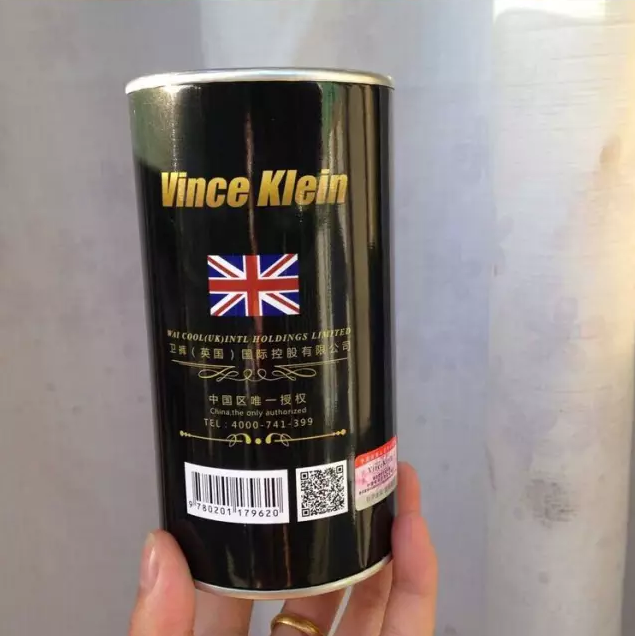 Vince Klein
WAI COOL(UK)INTL HOLDINGS LIMITED
卫裤(英国)国际控股有限公司
中国区唯一授权
China,the only authorized
TEL:4000-741-399
9 780201 179620